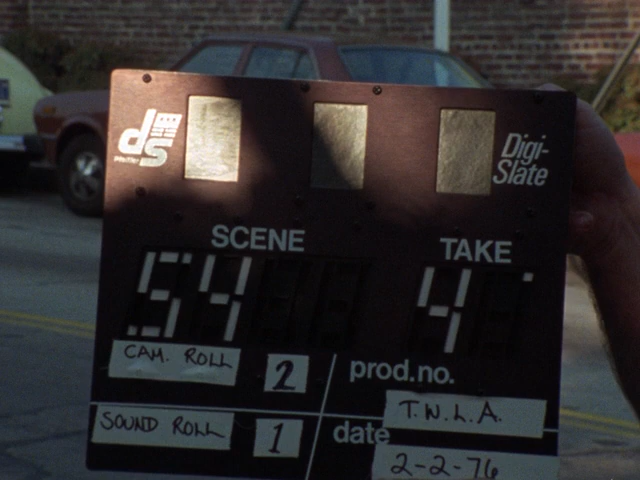 ds
Digi-
Slate
SCENE
TAKE
54
4
CAM. ROLL
2
prod.no.
T.W.L.A.
SOUND ROLL
1
date
2-2-76